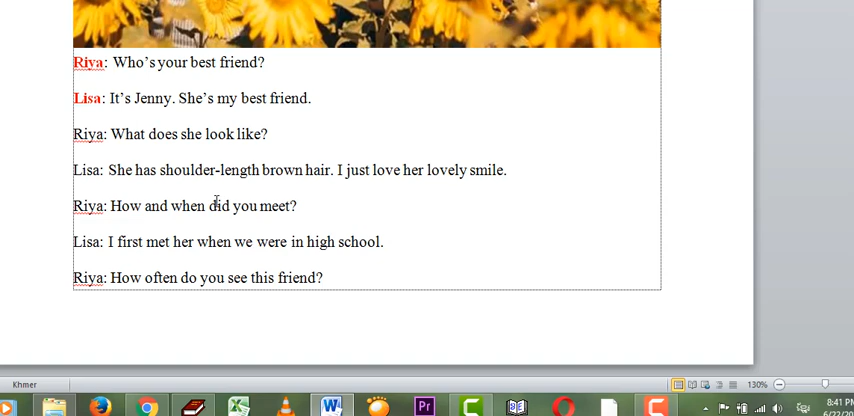 Riya: Who's your best friend?
Lisa: It's Jenny. She's my best friend.
Riya: What does she look like?
Lisa: She has shoulder-length brown hair. I just love her lovely smile.
Riya: How and when did you meet?
Lisa: I first met her when we were in high school.
Riya: How often do you see this friend?
Khmer
130%
W
Pr
8:41 PM